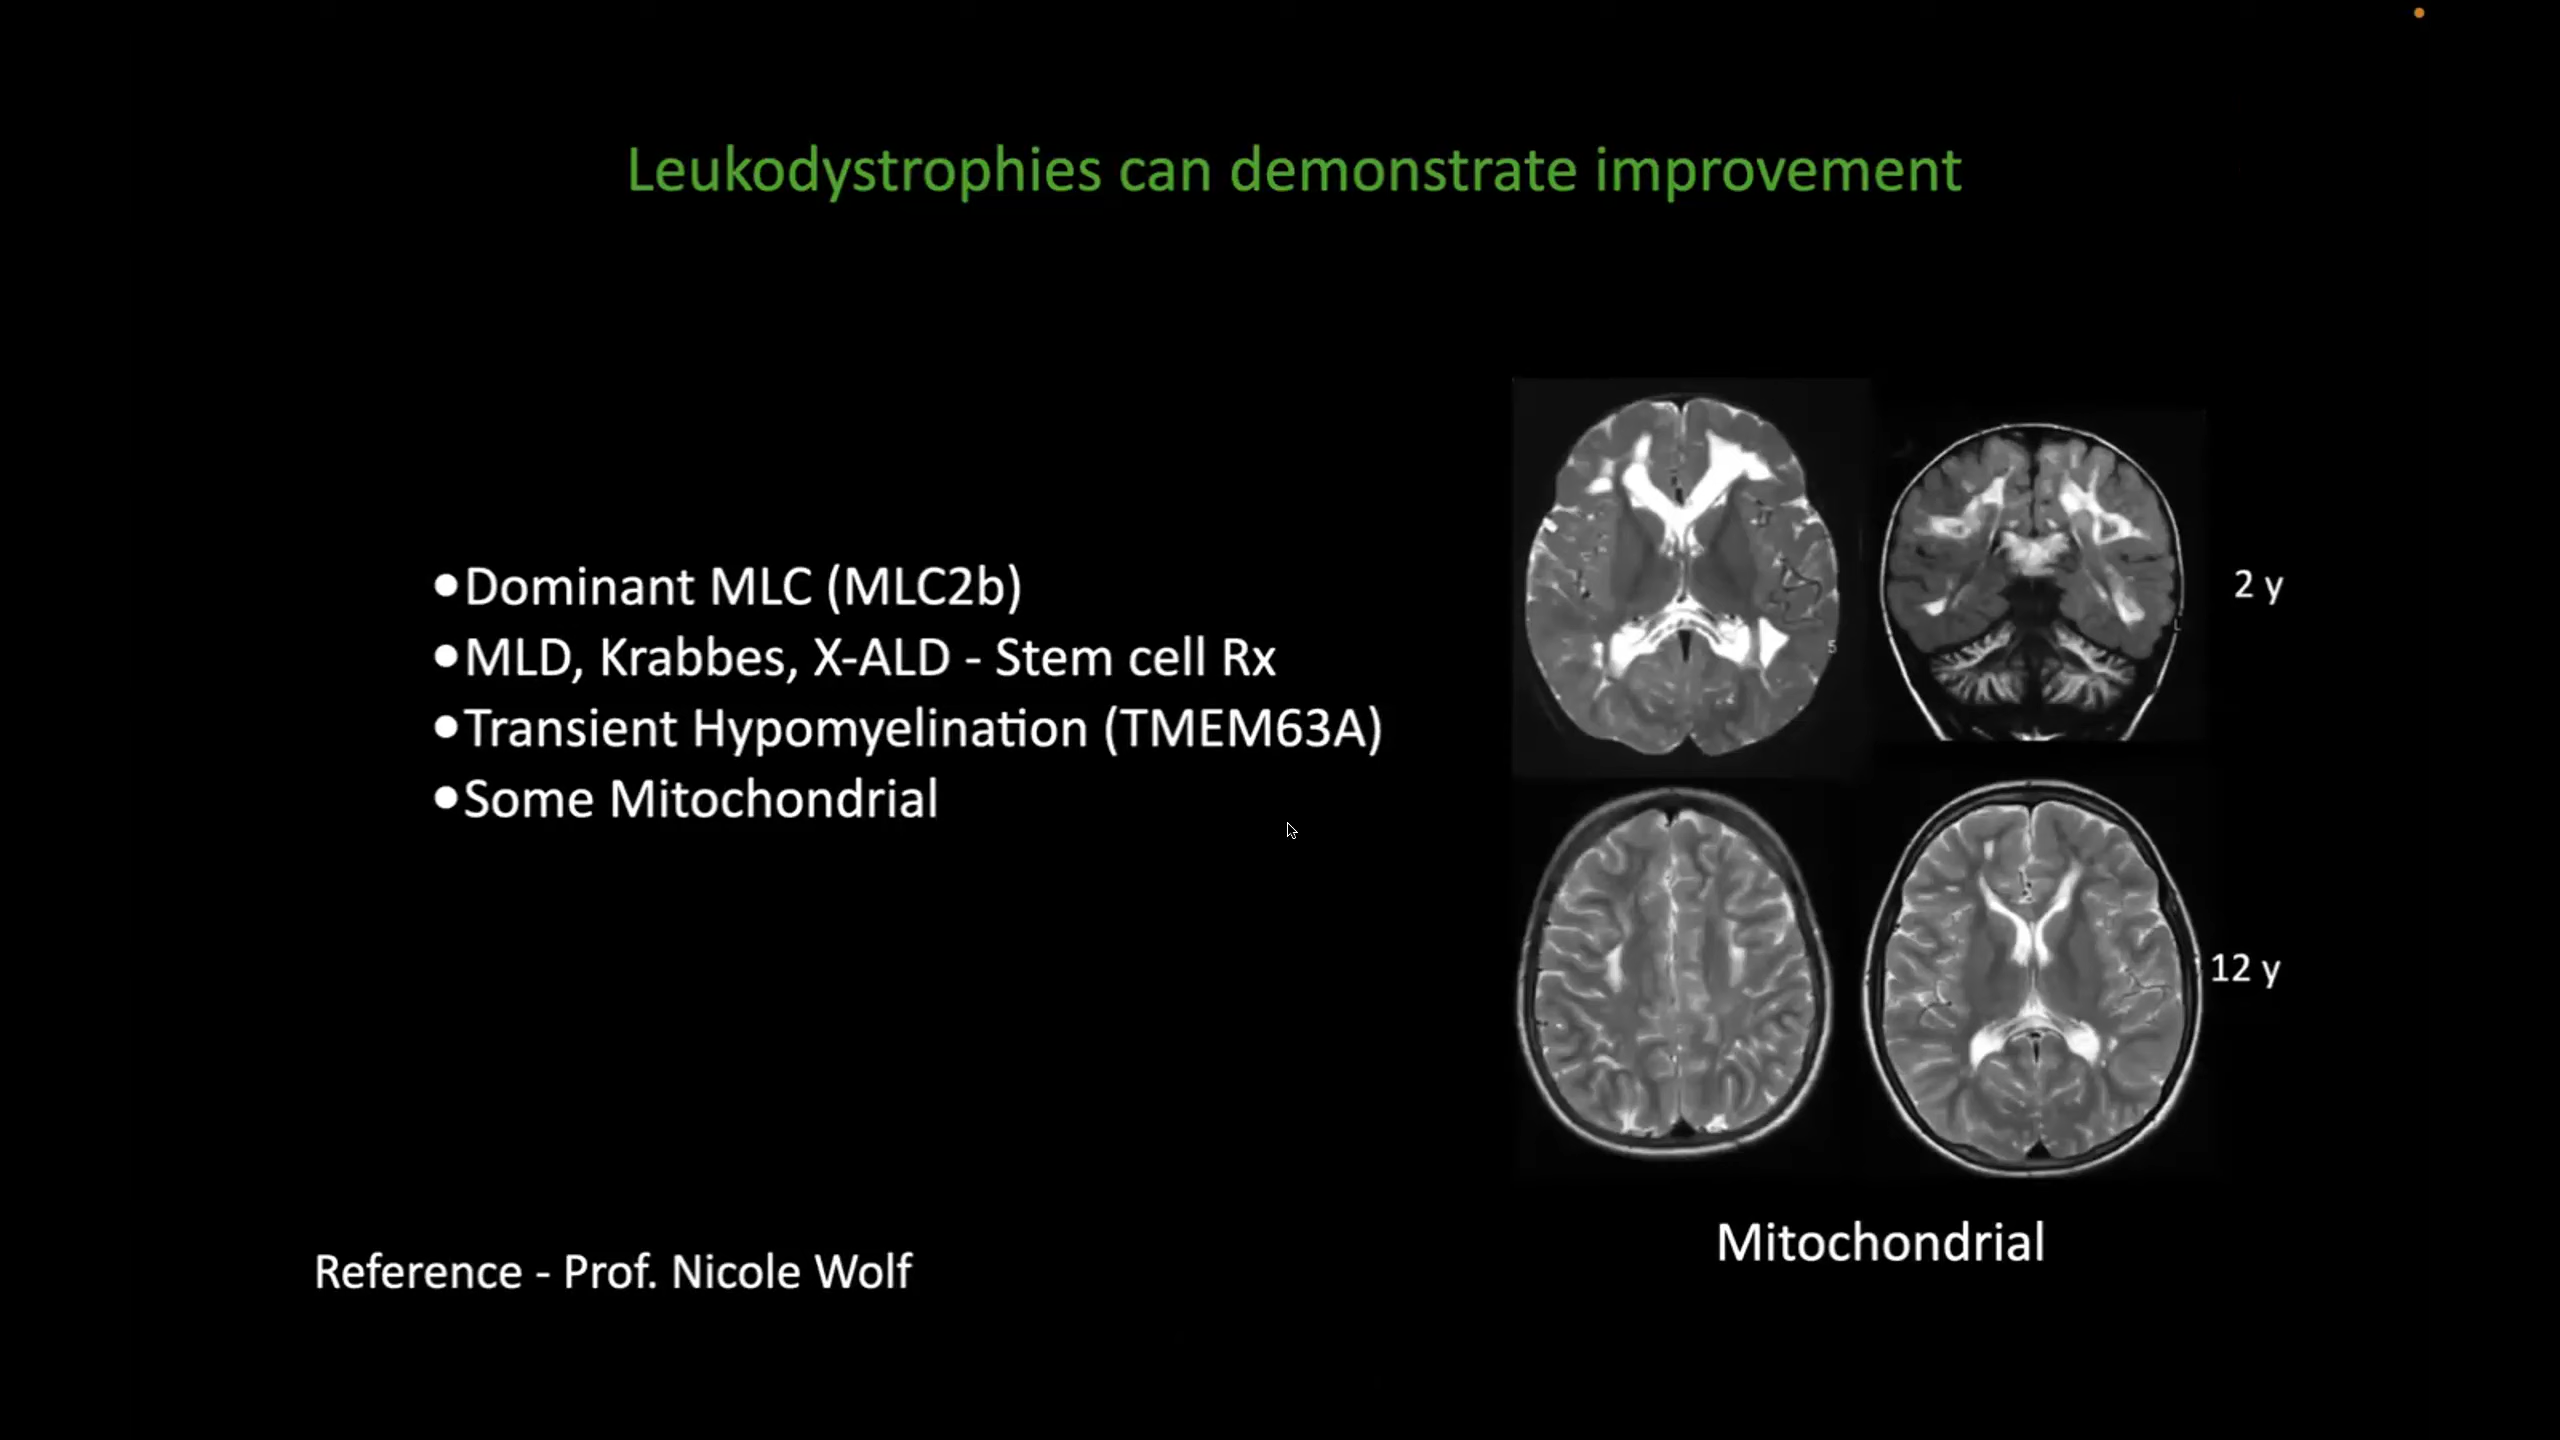 Leukodystrophies can demonstrate improvement
•Dominant MLC (MLC2b)
•MLD, Krabbes, X-ALD - Stem cell Rx
•Transient Hypomyelination (TMEM63A)
•Some Mitochondrial
2 y
5
L
12 y
Mitochondrial
Reference - Prof. Nicole Wolf